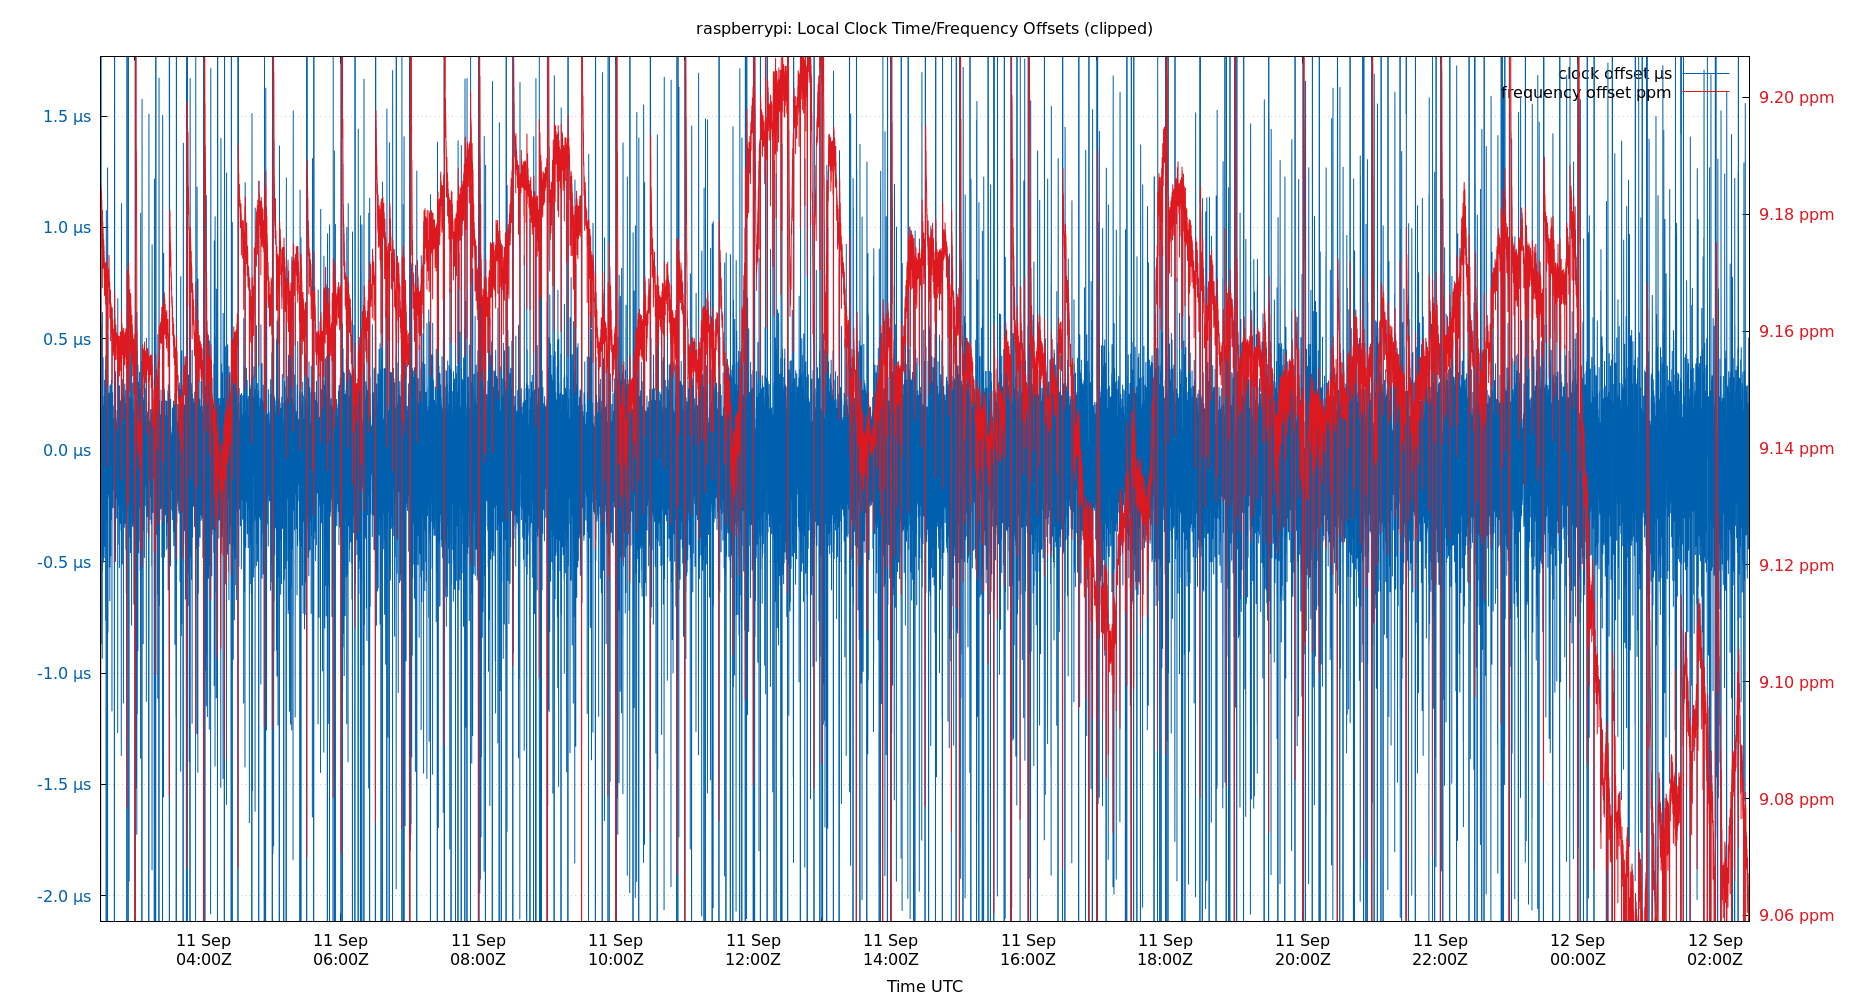 raspberrypi: Local Clock Time/Frequency Offsets (clipped)
clock offset µs
frequency offset ppm
1.5 µs
1.0 µs
0.5 µs
0.0 µs
-0.5 µs
-1.0 µs
-1.5 µs
-2.0 µs
9.20 ppm
9.18 ppm
9.16 ppm
9.14 ppm
9.12 ppm
9.10 ppm
9.08 ppm
9.06 ppm
11 Sep 11 Sep 11 Sep 11 Sep 11 Sep 11 Sep 11 Sep 11 Sep 11 Sep 11 Sep 12 Sep 12 Sep
04:00Z 06:00Z 08:00Z 10:00Z 12:00Z 14:00Z 16:00Z 18:00Z 20:00Z 22:00Z 00:00Z 02:00Z
Time UTC